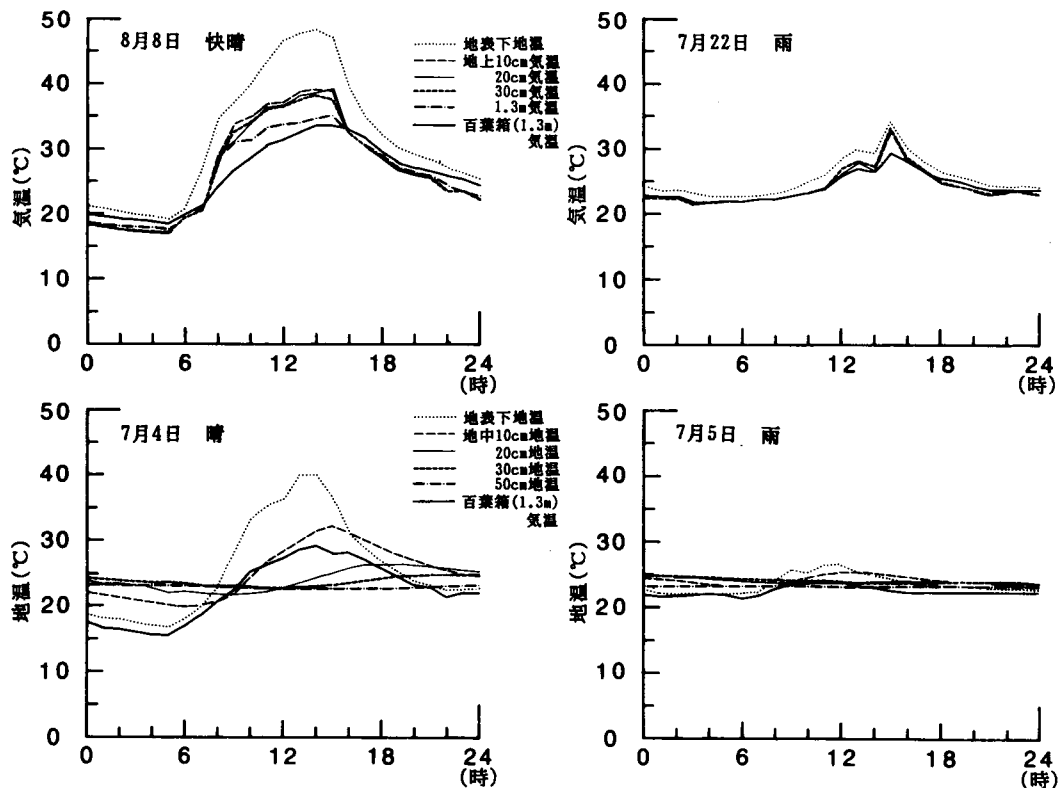 50
40
30
20
10
0
気温(℃)
8月8日 快晴
地表下地温
地上10cm気温
20cm気温
30cm気温
1.3m気温
百葉箱(1.3m)
気温
0 6 12 18 24
(時)
50
40
30
20
10
0
気温(℃)
7月22日 雨
0 6 12 18 24
(時)
50
40
30
20
10
0
地温(℃)
7月4日 晴
地表下地温
地中10cm地温
20cm地温
30cm地温
50cm地温
百葉箱(1.3m)
気温
0 6 12 18 24
(時)
50
40
30
20
10
0
地温(℃)
7月5日 雨
0 6 12 18 24
(時)